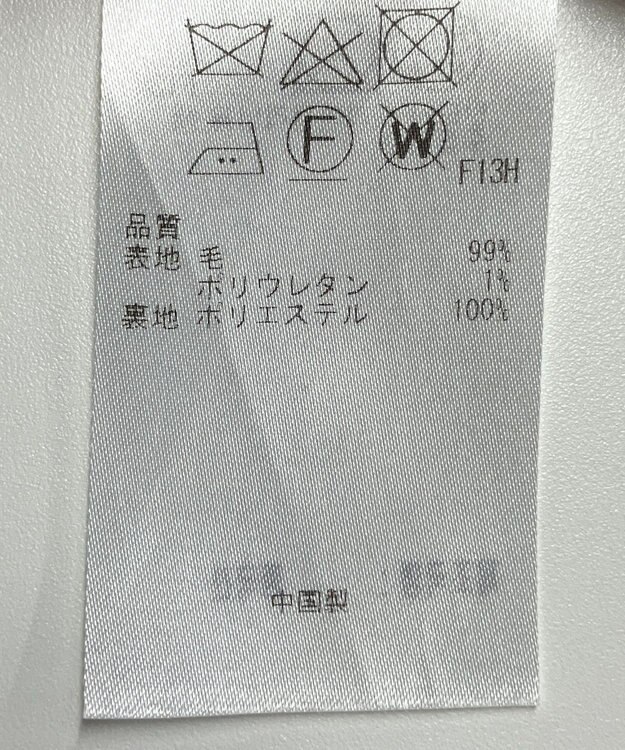 F W F13H
品質
表地 毛 99%
ポリウレタン 1%
裏地 ポリエステル 100%
中国製